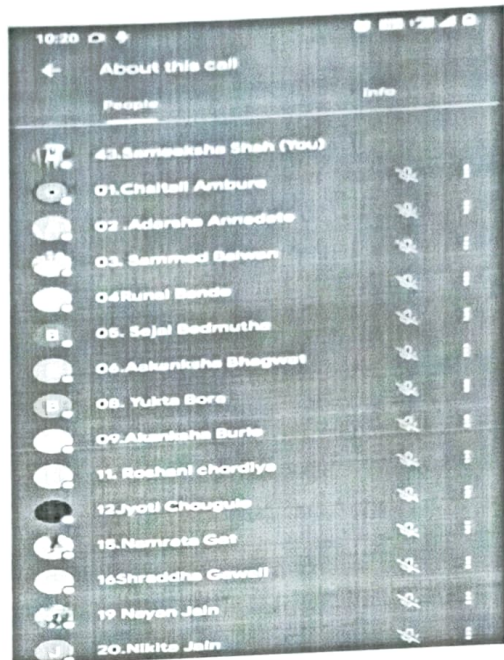 10:20
About this call
People
Info
43.Sameeksha Shah (You)
01.Chaitali Ambure
02 .Adarsha Annadate
03. Sammed Balwan
04Runal Bende
05. Sejal Bedmutha
06.Aakanksha Bhagwat
08. Yukta Bora
09.Akanksha Burle
11. Roshani chordiya
12.Jyoti Chougule
15.Namrata Gat
16Shraddha Gawali
19 Nayan Jain
20.Nikita Jain